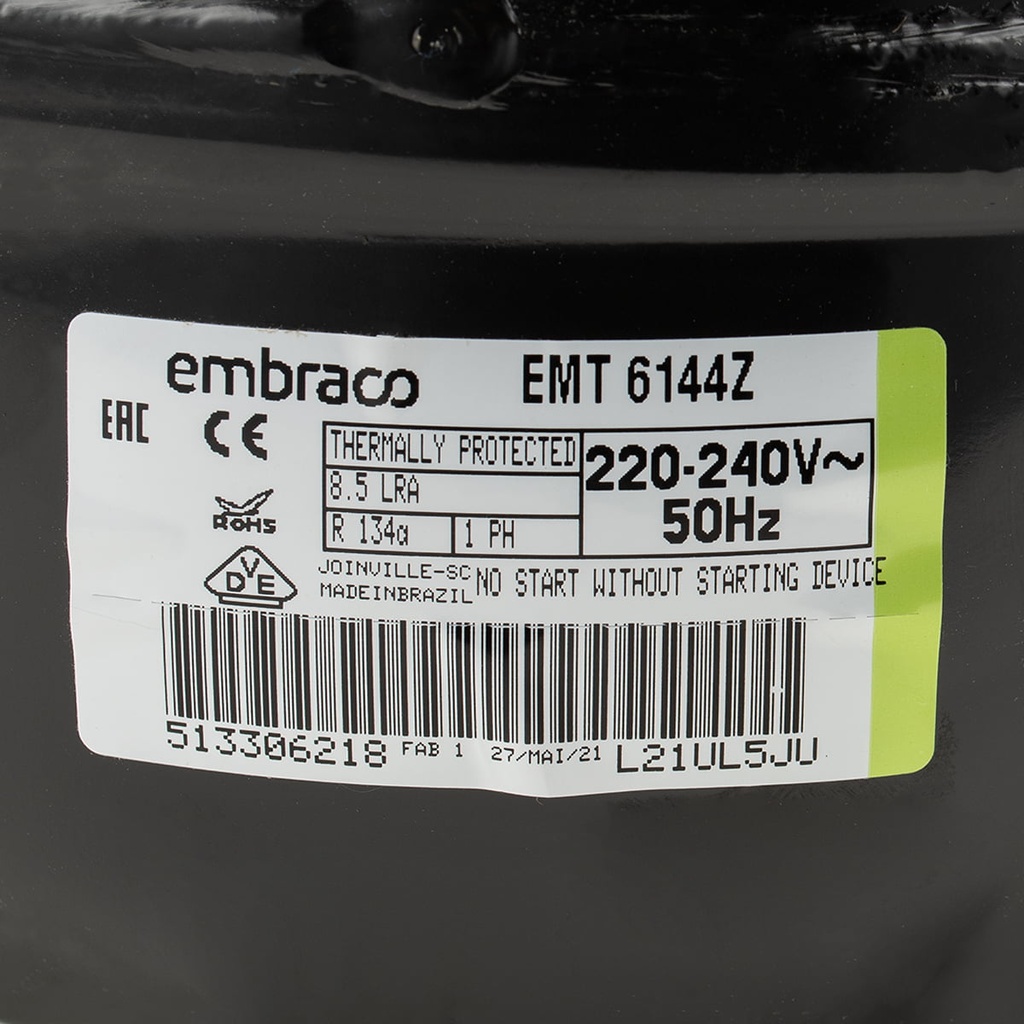 embraco EMT 6144Z
EAC CE
THERMALLY PROTECTED
8.5 LRA
220-240V~
50Hz
RoHS
R 134a 1 PH
DVE
JOINVILLE-SC
MADEINBRAZIL
NO START WITHOUT STARTING DEVICE
513306218 FAB 1 27/MAI/21 L21UL5JU